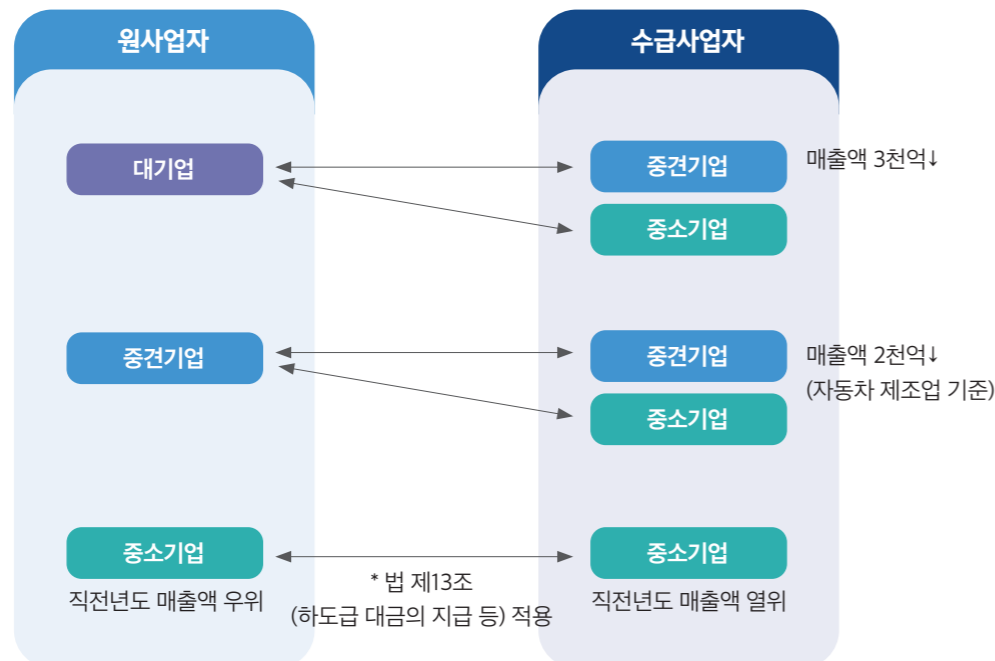 원사업자
수급사업자
대기업
중견기업
매출액 3천억↓
중소기업
중견기업
중견기업
매출액 2천억↓
(자동차 제조업 기준)
중소기업
중소기업
직전년도 매출액 우위
* 법 제13조
(하도급 대금의 지급 등) 적용
중소기업
직전년도 매출액 열위